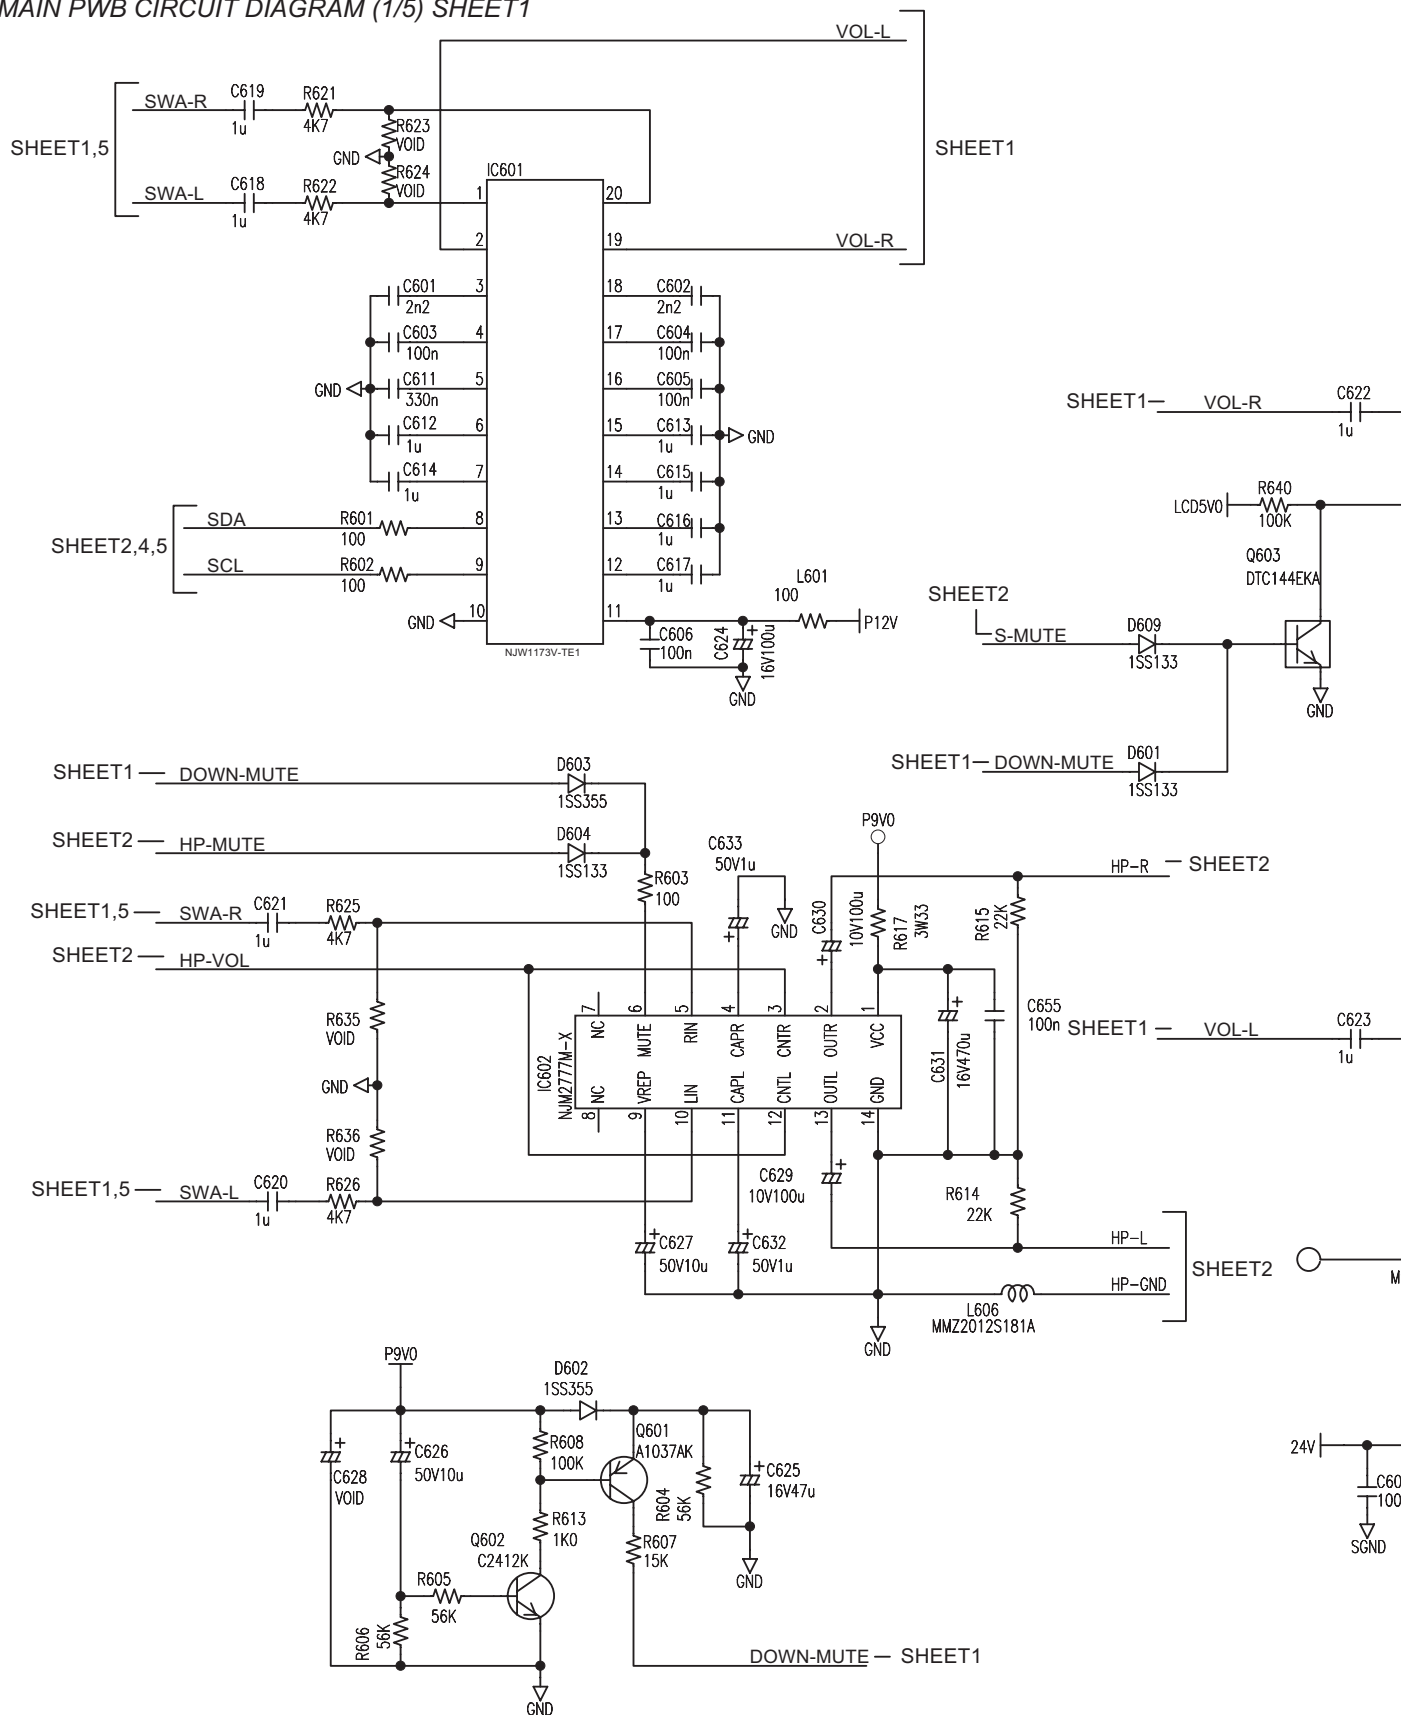 MAIN PWB CIRCUIT DIAGRAM (1/5) SHEET1
VOL-L
SWA-R
C619
1u
R621
4K7
R623
VOID
SHEET1,5
GND
R624
VOID
SHEET1
SWA-L
C618
1u
R622
4K7
IC601
1
20
2
19
VOL-R
C601
2n2
3
18
C602
2n2
C603
100n
4
17
C604
100n
GND
C611
330n
5
16
C605
100n
C612
1u
6
15
C613
1u
GND
C614
1u
7
14
C615
1u
SHEET2,4,5
SDA
R601
100
8
13
C616
1u
SCL
R602
100
9
12
C617
1u
GND
10
11
NJW1173V-TE1
C606
100n
C624
16V100u
+
GND
L601
100
P12V
SHEET1
VOL-R
C622
1u
LCD5V0
R640
100K
Q603
DTC144EKA
SHEET2
S-MUTE
D609
1SS133
GND
SHEET1
DOWN-MUTE
D601
1SS133
SHEET1
DOWN-MUTE
D603
1SS355
SHEET2
HP-MUTE
D604
1SS133
R603
100
C633
50V1u
+
GND
C630
10V100u
+
P9V0
R617
3W33
R615
22K
HP-R
SHEET2
SHEET1,5
SWA-R
C621
1u
R625
4K7
SHEET2
HP-VOL
R635
VOID
GND
R636
VOID
IC602
NJM2777M-X
7
6
5
4
3
2
1
NC
MUTE
RIN
CAPR
CNTR
OUTR
VCC
NC
VREP
LIN
CAPL
CNTL
OUTL
GND
8
9
10
11
12
13
14
C631
16V470u
+
C655
100n
SHEET1
VOL-L
C623
1u
SHEET1,5
SWA-L
C620
1u
R626
4K7
C629
10V100u
+
R614
22K
+
C627
50V10u
+
C632
50V1u
HP-L
HP-GND
SHEET2
L606
MMZ2012S181A
GND
M
P9V0
D602
1SS355
+
C628
VOID
+
C626
50V10u
R608
100K
Q601
A1037AK
R604
56K
+
C625
16V47u
GND
R613
1K0
Q602
C2412K
R607
15K
R605
56K
R606
56K
GND
DOWN-MUTE
SHEET1
24V
C60
100
SGND